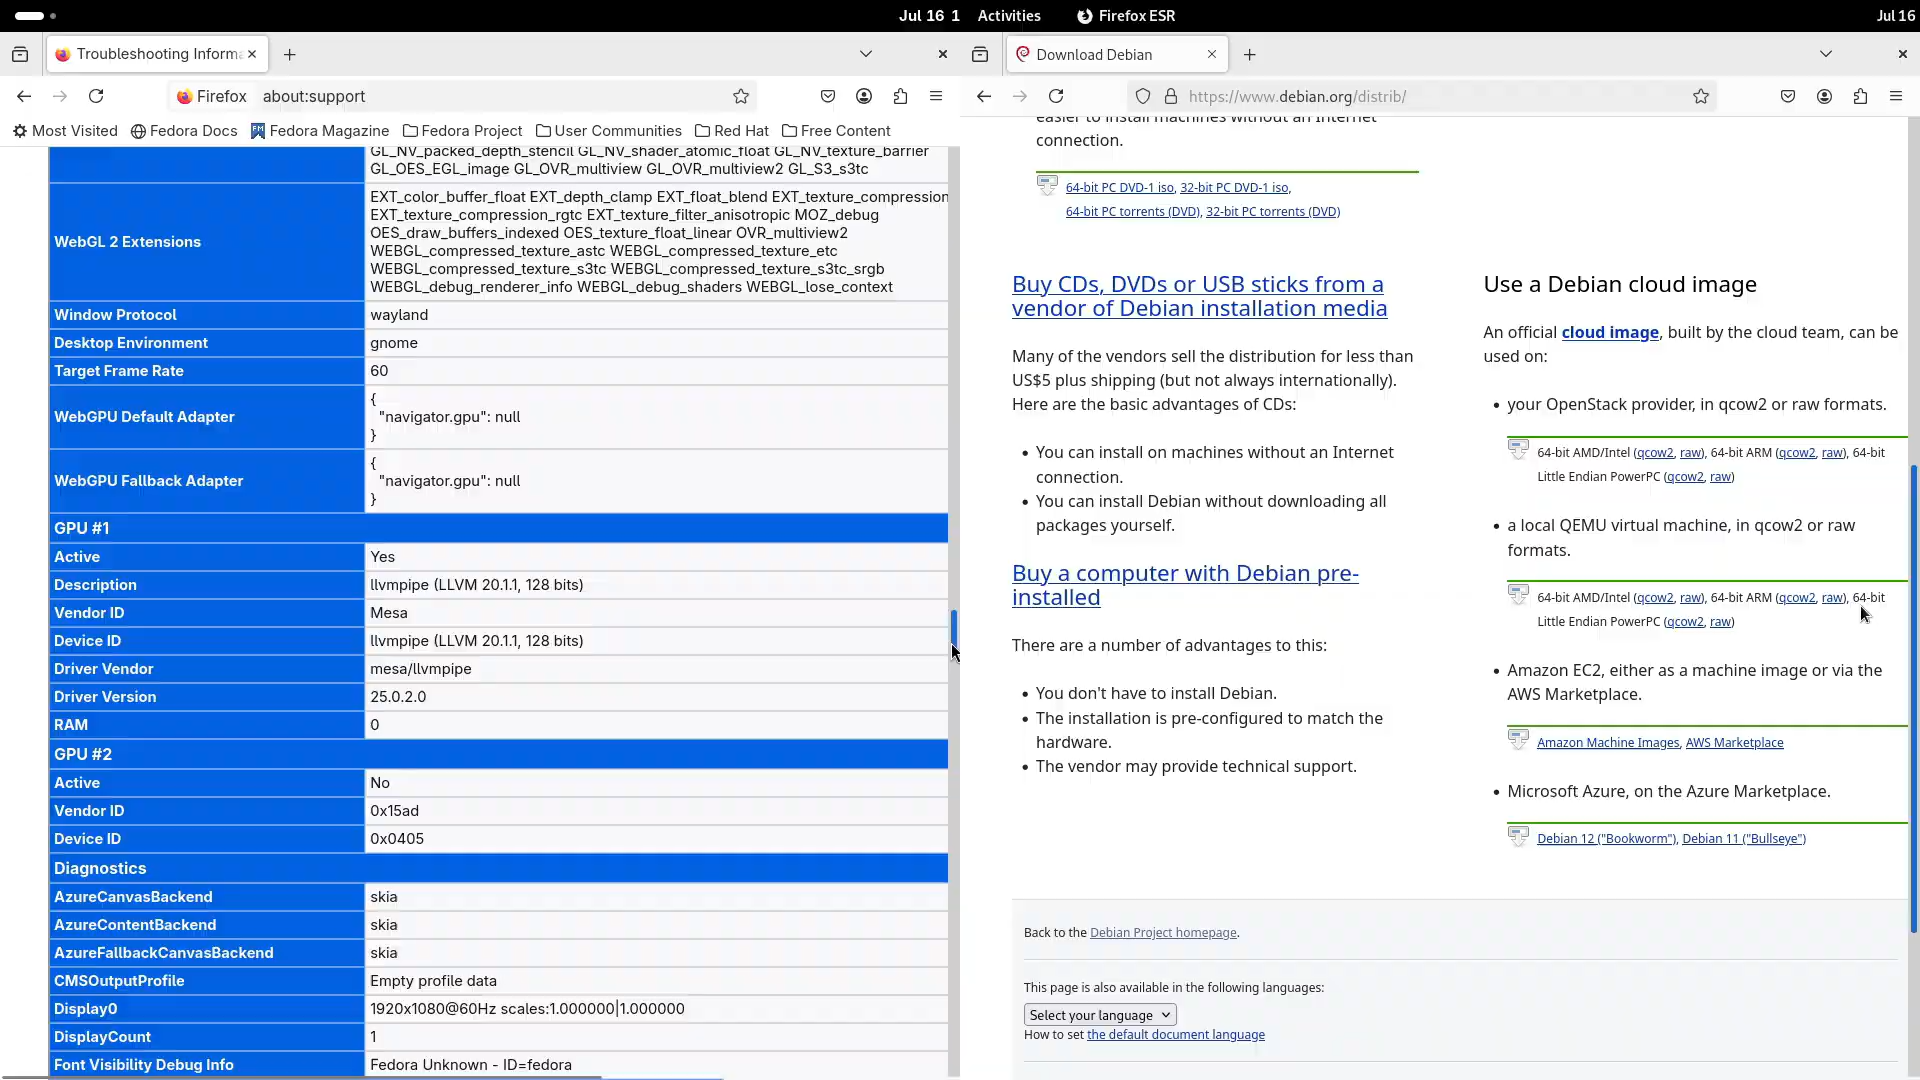 Jul 16 1
Troubleshooting Informa
Firefox
about:support
Most Visited
Fedora Docs
Fedora Magazine
Fedora Project
User Communities
Red Hat
Free Content
GL_NV_packed_depth_stencil GL_NV_shader_atomic_float GL_NV_texture_barrier
GL_OES_EGL_image GL_OVR_multiview GL_OVR_multiview2 GL_S3_s3tc
WebGL 2 Extensions
EXT_color_buffer_float EXT_depth_clamp EXT_float_blend EXT_texture_compression
EXT_texture_compression_rgtc EXT_texture_filter_anisotropic MOZ_debug
OES_draw_buffers_indexed OES_texture_float_linear OVR_multiview2
WEBGL_compressed_texture_astc WEBGL_compressed_texture_etc
WEBGL_compressed_texture_s3tc WEBGL_compressed_texture_s3tc_srgb
WEBGL_debug_renderer_info WEBGL_debug_shaders WEBGL_lose_context
Window Protocol
wayland
Desktop Environment
gnome
Target Frame Rate
60
WebGPU Default Adapter
{
"navigator.gpu": null
}
WebGPU Fallback Adapter
{
"navigator.gpu": null
}
GPU #1
Active
Yes
Description
llvmpipe (LLVM 20.1.1, 128 bits)
Vendor ID
Mesa
Device ID
llvmpipe (LLVM 20.1.1, 128 bits)
Driver Vendor
mesa/llvmpipe
Driver Version
25.0.2.0
RAM
0
GPU #2
Active
No
Vendor ID
0x15ad
Device ID
0x0405
Diagnostics
AzureCanvasBackend
skia
AzureContentBackend
skia
AzureFallbackCanvasBackend
skia
CMSOutputProfile
Empty profile data
Display0
1920x1080@60Hz scales:1.000000|1.000000
DisplayCount
1
Font Visibility Debug Info
Fedora Unknown - ID=fedora
Activities
Firefox ESR
Jul 16
Download Debian
https://www.debian.org/distrib/
easier to install machines without an Internet
connection.
64-bit PC DVD-1 iso, 32-bit PC DVD-1 iso,
64-bit PC torrents (DVD), 32-bit PC torrents (DVD)
Buy CDs, DVDs or USB sticks from a
vendor of Debian installation media
Many of the vendors sell the distribution for less than
US$5 plus shipping (but not always internationally).
Here are the basic advantages of CDs:
• You can install on machines without an Internet
connection.
• You can install Debian without downloading all
packages yourself.
Buy a computer with Debian pre-
installed
There are a number of advantages to this:
• You don't have to install Debian.
• The installation is pre-configured to match the
hardware.
• The vendor may provide technical support.
Use a Debian cloud image
An official cloud image, built by the cloud team, can be
used on:
• your OpenStack provider, in qcow2 or raw formats.
64-bit AMD/Intel (qcow2, raw), 64-bit ARM (qcow2, raw), 64-bit
Little Endian PowerPC (qcow2, raw)
• a local QEMU virtual machine, in qcow2 or raw
formats.
64-bit AMD/Intel (qcow2, raw), 64-bit ARM (qcow2, raw), 64-bit
Little Endian PowerPC (qcow2, raw)
• Amazon EC2, either as a machine image or via the
AWS Marketplace.
Amazon Machine Images, AWS Marketplace
• Microsoft Azure, on the Azure Marketplace.
Debian 12 ("Bookworm"), Debian 11 ("Bullseye")
Back to the Debian Project homepage.
This page is also available in the following languages:
Select your language
How to set the default document language